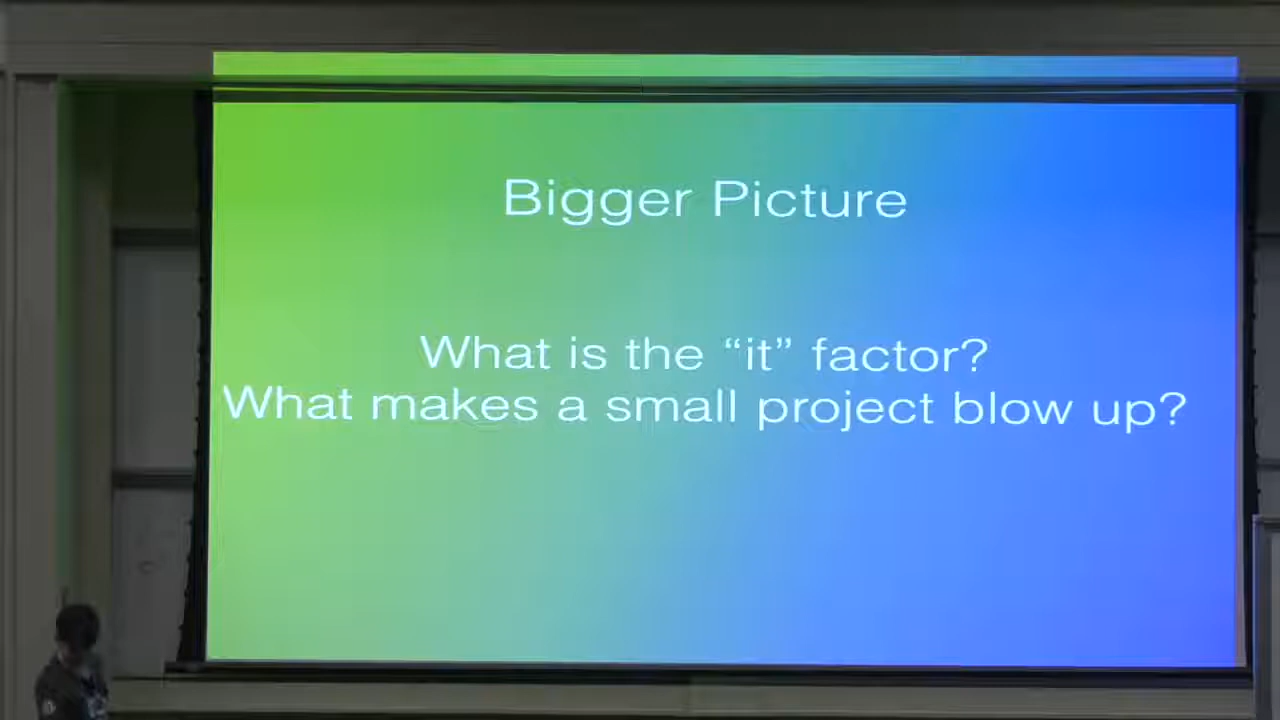 Bigger Picture
What is the “it” factor?
What makes a small project blow up?